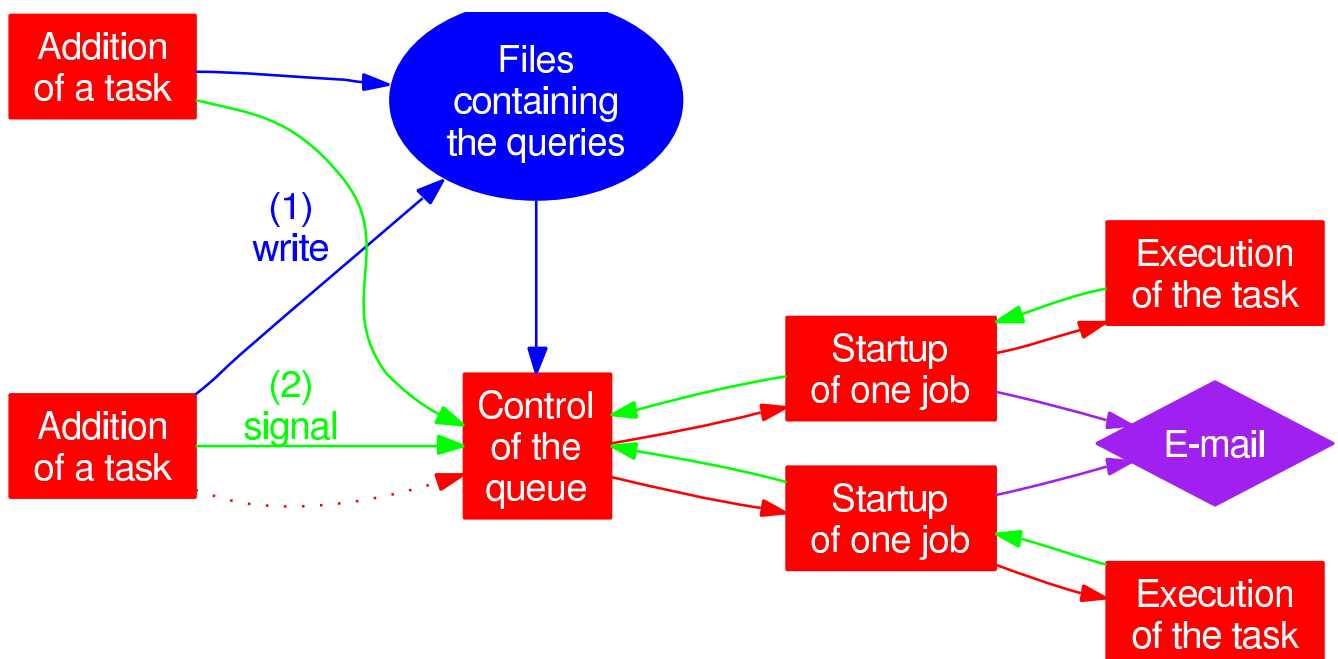 Addition
of a task
Files
containing
the queries
(1)
write
Addition
of a task
(2)
signal
Control
of the
queue
Startup
of one job
Startup
of one job
Execution
of the task
E-mail
Execution
of the task